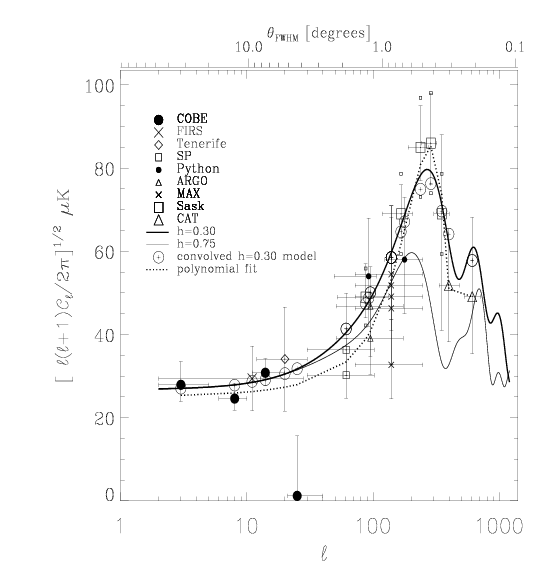 θFWHM [degrees]
10.0 1.0 0.1
100
80
60
40
20
0
[ ℓ(ℓ+1)Cℓ/2π]^1/2 μK
COBE
FIRS
Tenerife
SP
Python
ARGO
MAX
Sask
CAT
h=0.30
h=0.75
convolved h=0.30 model
polynomial fit
1 10 100 1000
ℓ